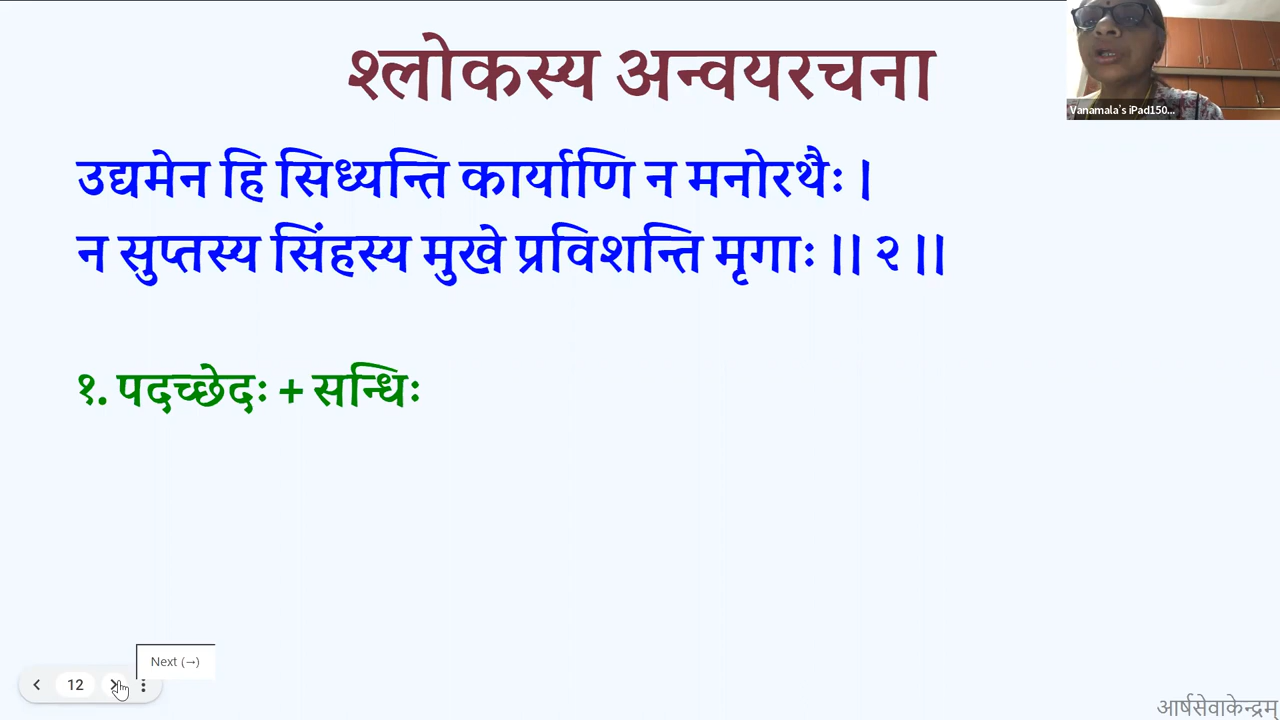 श्लोकस्य अन्वयरचना
Vanamala's iPad150...
उद्यमेन हि सिध्यन्ति कार्याणि न मनोरथैः ।
न सुप्तस्य सिंहस्य मुखे प्रविशन्ति मृगाः ।। २ ।।
१. पदच्छेदः + सन्धिः
Next (→)
12
आर्षसेवाकेन्द्रम्